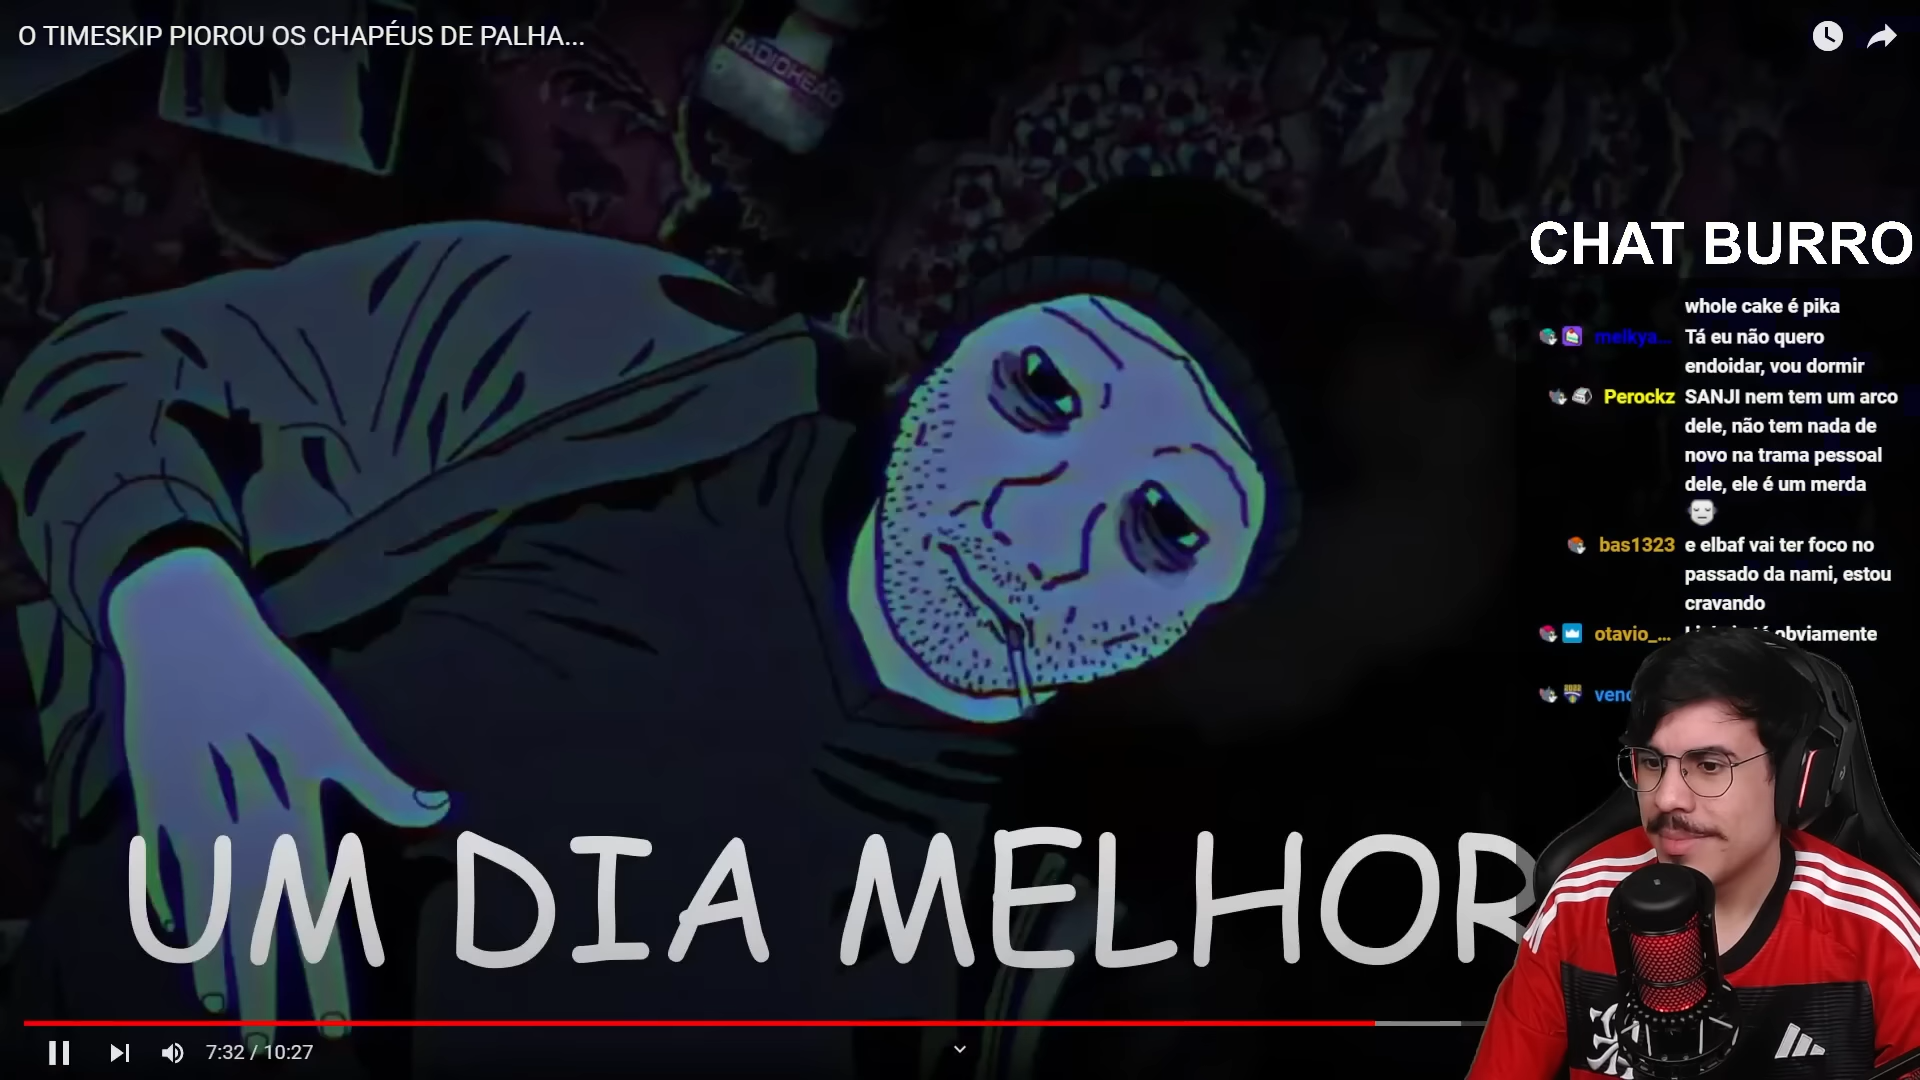 O TIMESKIP PIOROU OS CHAPÉUS DE PALHA...
RADIOHEAD
CHAT BURRO
whole cake é pika
melkya... Tá eu não quero
endoidar, vou dormir
Perockz SANJI nem tem um arco
dele, não tem nada de
novo na trama pessoal
dele, ele é um merda
bas1323 e elbaf vai ter foco no
passado da nami, estou
cravando
otavio_... obviamente
UM DIA MELHOR
7:32 / 10:27